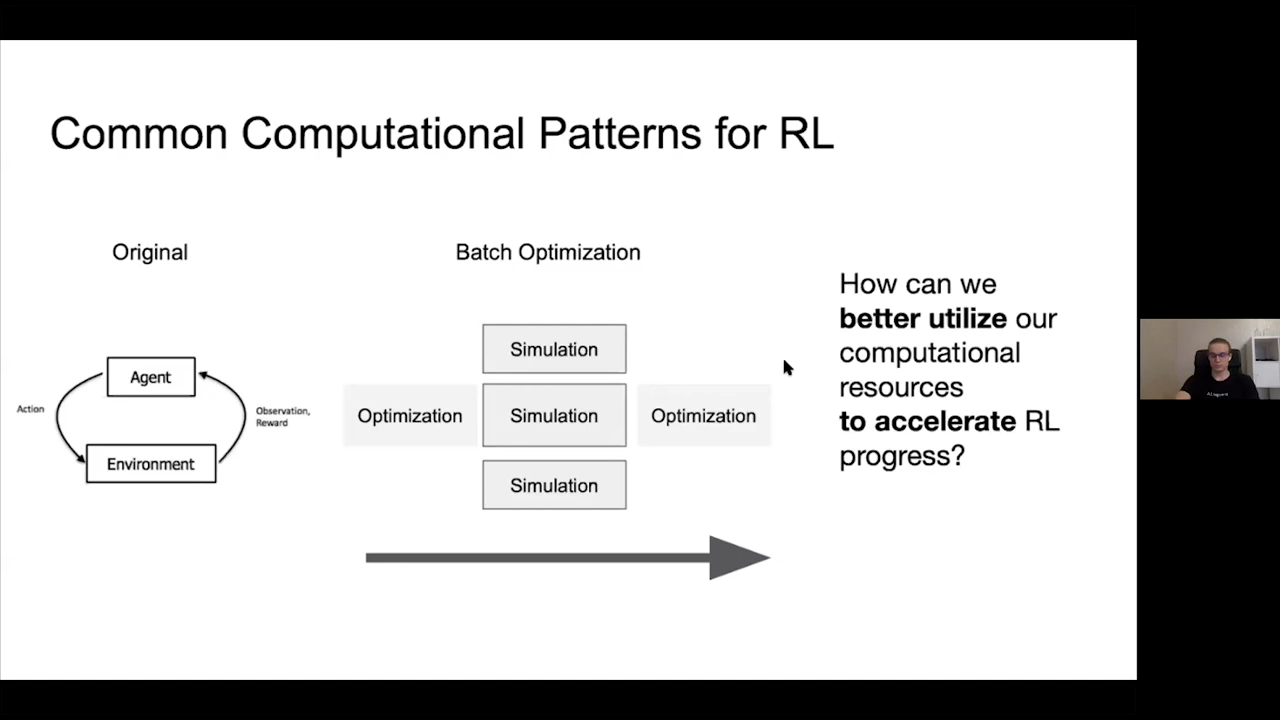 Common Computational Patterns for RL
Original
Batch Optimization
Agent
Action
Observation,
Reward
Environment
Simulation
Optimization
Simulation
Optimization
Simulation
How can we
better utilize our
computational
resources
to accelerate RL
progress?